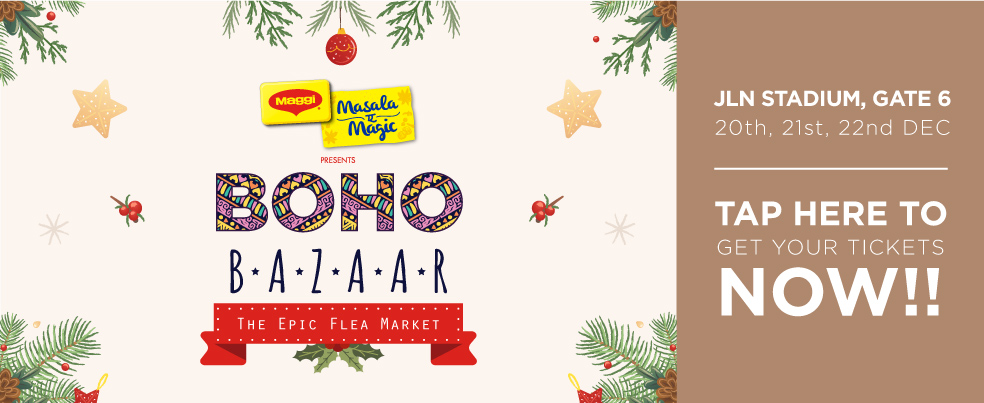 Maggi
Masala
ae
Magic
PRESENTS
BOHO
B★A★Z★A★A★R
The Epic Flea Market
JLN STADIUM, GATE 6
20th, 21st, 22nd DEC
TAP HERE TO
GET YOUR TICKETS
NOW!!